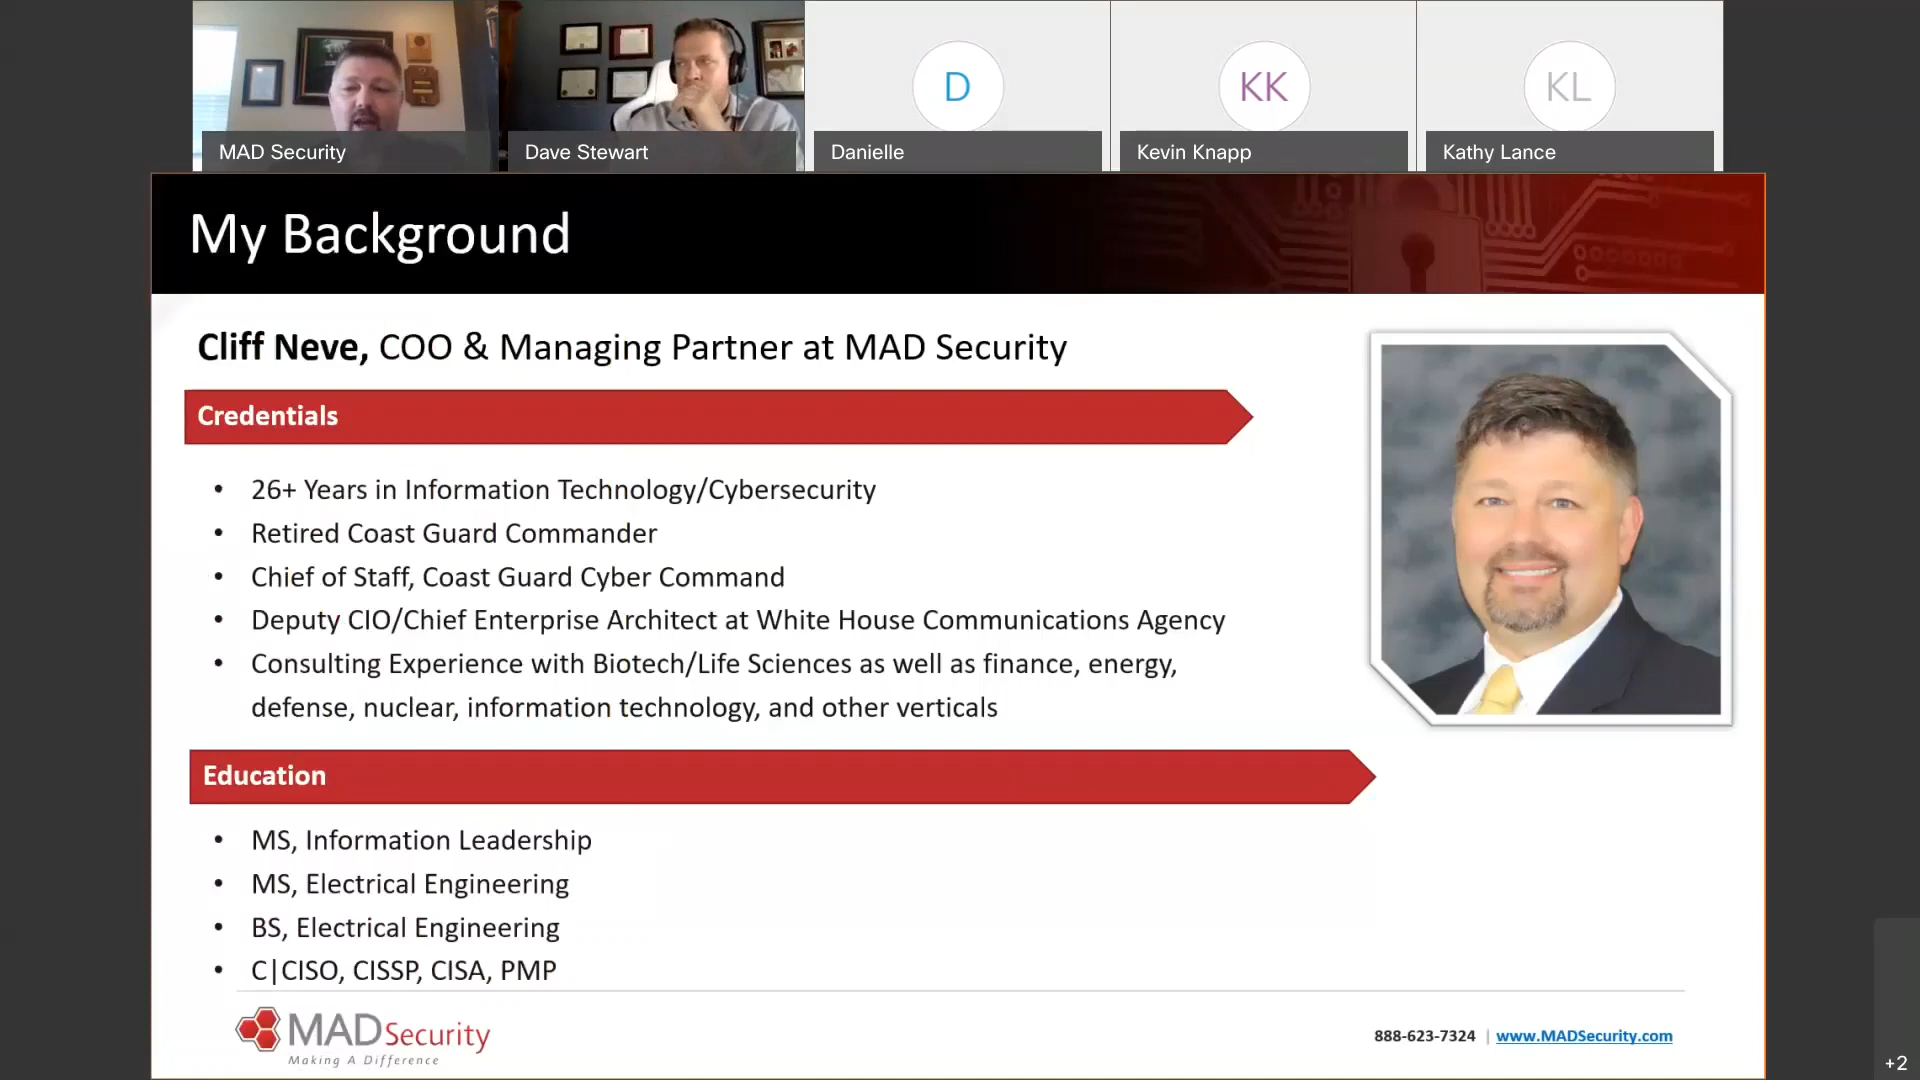 MAD Security
Dave Stewart
D
Danielle
KK
Kevin Knapp
KL
Kathy Lance
My Background
Cliff Neve, COO & Managing Partner at MAD Security
Credentials
• 26+ Years in Information Technology/Cybersecurity
• Retired Coast Guard Commander
• Chief of Staff, Coast Guard Cyber Command
• Deputy CIO/Chief Enterprise Architect at White House Communications Agency
• Consulting Experience with Biotech/Life Sciences as well as finance, energy,
defense, nuclear, information technology, and other verticals
Education
• MS, Information Leadership
• MS, Electrical Engineering
• BS, Electrical Engineering
• C|CISO, CISSP, CISA, PMP
MAD Security
Making A Difference
888-623-7324 | www.MADSecurity.com
+2